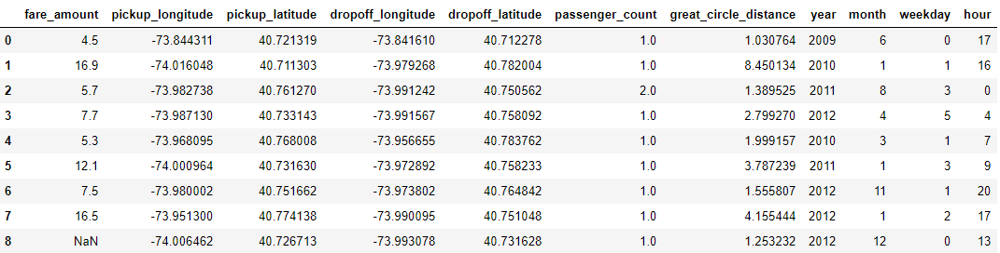 fare_amount pickup_longitude pickup_latitude dropoff_longitude dropoff_latitude passenger_count great_circle_distance year month weekday hour
0 4.5 -73.844311 40.721319 -73.841610 40.712278 1.0 1.030764 2009 6 0 17
1 16.9 -74.016048 40.711303 -73.979268 40.782004 1.0 8.450134 2010 1 1 16
2 5.7 -73.982738 40.761270 -73.991242 40.750562 2.0 1.389525 2011 8 3 0
3 7.7 -73.987130 40.733143 -73.991567 40.758092 1.0 2.799270 2012 4 5 4
4 5.3 -73.968095 40.768008 -73.956655 40.783762 1.0 1.999157 2010 3 1 7
5 12.1 -74.000964 40.731630 -73.972892 40.758233 1.0 3.787239 2011 1 3 9
6 7.5 -73.980002 40.751662 -73.973802 40.764842 1.0 1.555807 2012 11 1 20
7 16.5 -73.951300 40.774138 -73.990095 40.751048 1.0 4.155444 2012 1 2 17
8 NaN -74.006462 40.726713 -73.993078 40.731628 1.0 1.253232 2012 12 0 13